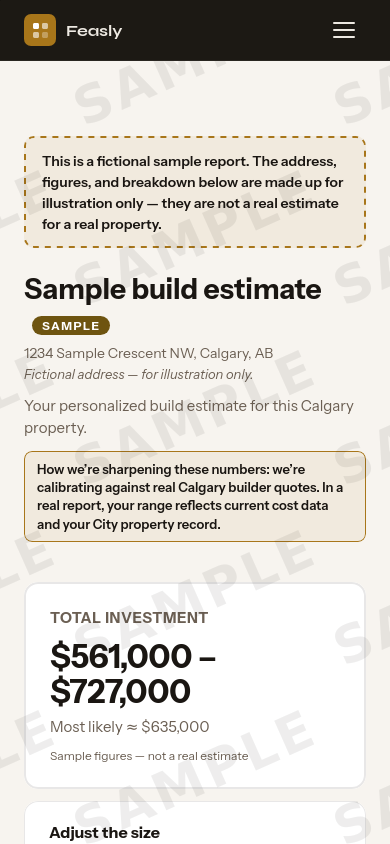 Feasly
This is a fictional sample report. The address,
figures, and breakdown below are made up for
illustration only — they are not a real estimate
for a real property.
Sample build estimate
SAMPLE
1234 Sample Crescent NW, Calgary, AB
Fictional address — for illustration only.
Your personalized build estimate for this Calgary
property.
How we’re sharpening these numbers: we’re
calibrating against real Calgary builder quotes. In a
real report, your range reflects current cost data
and your City property record.
TOTAL INVESTMENT
$561,000 –
$727,000
Most likely ≈ $635,000
Sample figures — not a real estimate
Adjust the size
SAMPLE
SAMPLE
SAMPLE
SAMPLE
SAMPLE